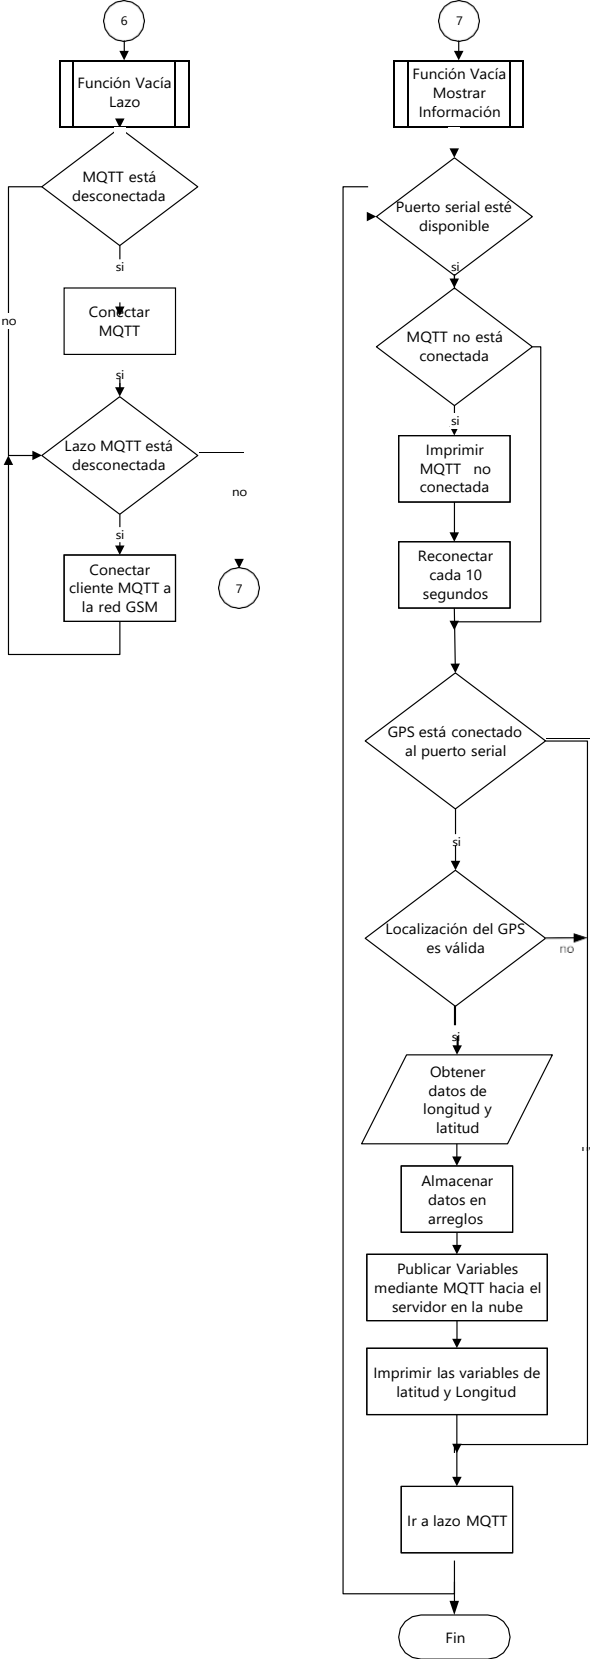 6
Función Vacía
Lazo
MQTT está
desconectada
si
no
Conectar
MQTT
si
Lazo MQTT está
desconectada
no
si
Conectar
cliente MQTT a
la red GSM
7
7
Función Vacía
Mostrar
Información
Puerto serial esté
disponible
si
MQTT no está
conectada
si
Imprimir
MQTT no
conectada
Reconectar
cada 10
segundos
GPS está conectado
al puerto serial
si
Localización del GPS
es válida
no
si
Obtener
datos de
longitud y
latitud
Almacenar
datos en
arreglos
Publicar Variables
mediante MQTT hacia el
servidor en la nube
Imprimir las variables de
latitud y Longitud
Ir a lazo MQTT
Fin